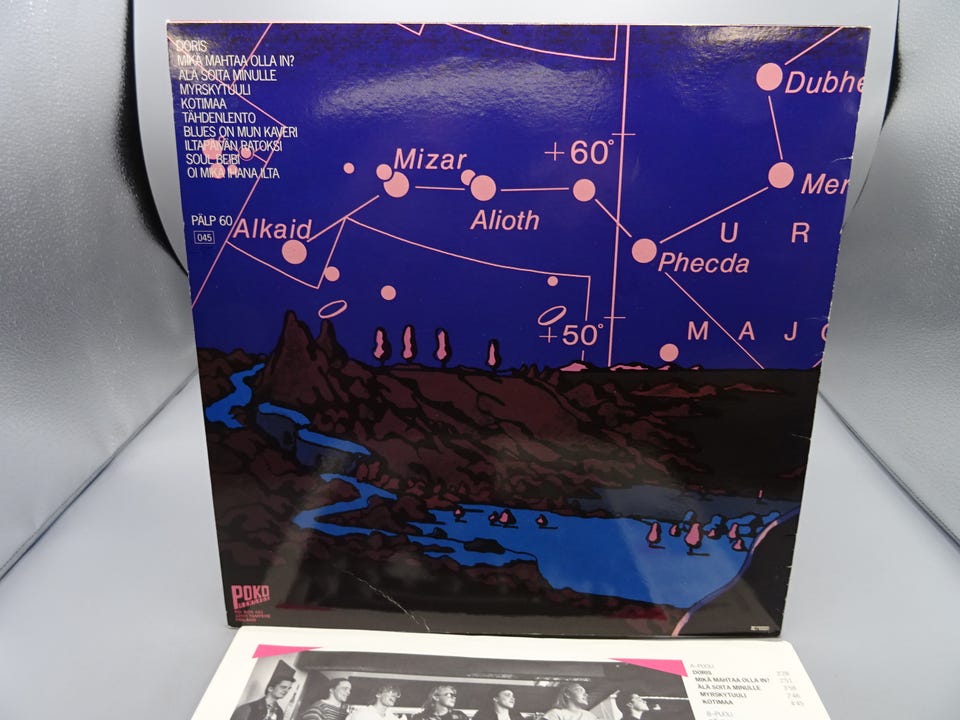 DORIS
MIKÄ MAHTAA OLLA IN?
ÄLÄ SOITA MINULLE
MYRSKYTUULI
KOTIMAA
TÄHDENLENTO
BLUES ON MUN KAVERI
ILTAPÄIVÄN RATOKSI
SOUL BEIBI
OI MIKÄ IHANA ILTA
PÄLP 60
045
Dubhe
Mizar
+60°
Mer
Alkaid
Alioth
U R
Phecda
+50°
M A J
POKO
A-PUOLI
DORIS
MIKÄ MAHTAA OLLA IN?
ÄLÄ SOITA MINULLE
MYRSKYTUULI
KOTIMAA
B-PUOLI